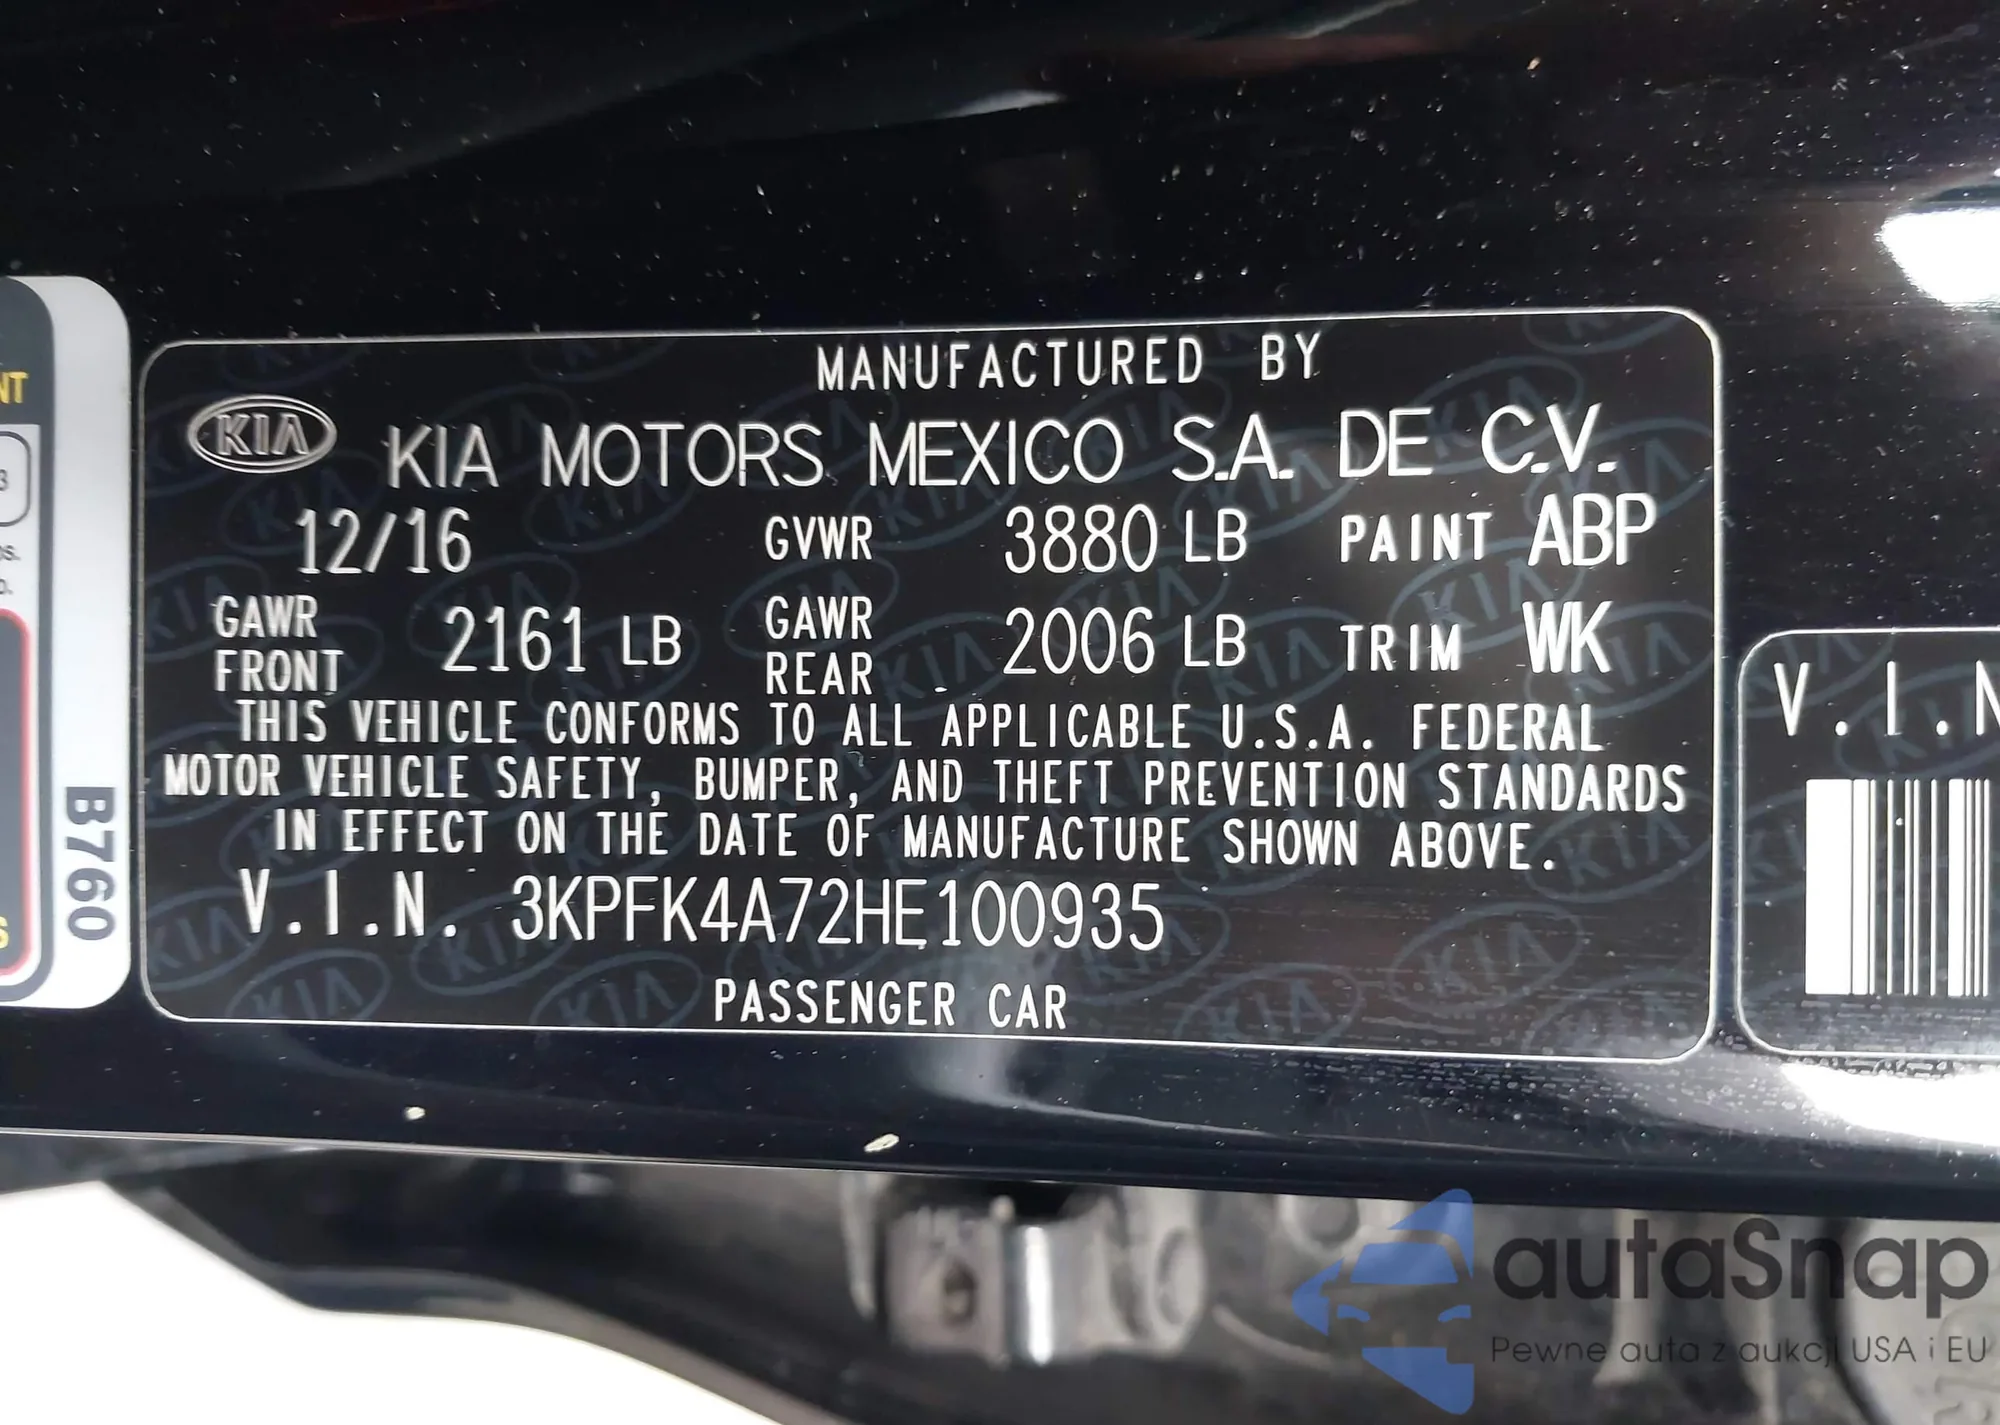 MANUFACTURED BY
KIA KIA MOTORS MEXICO S.A. DE C.V.
12/16 GVWR 3880 LB PAINT ABP
GAWR FRONT 2161 LB GAWR REAR 2006 LB TRIM WK
THIS VEHICLE CONFORMS TO ALL APPLICABLE U.S.A. FEDERAL
MOTOR VEHICLE SAFETY, BUMPER, AND THEFT PREVENTION STANDARDS
IN EFFECT ON THE DATE OF MANUFACTURE SHOWN ABOVE.
V.I.N. 3KPFK4A72HE100935
PASSENGER CAR
B760
V.I.N
autaSnap
Pewne auta z aukcji USA i EU